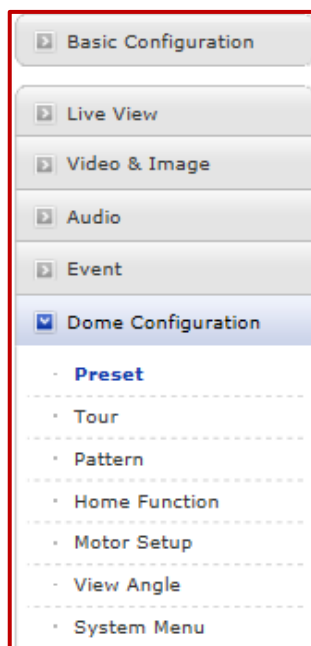 Basic Configuration
Live View
Video & Image
Audio
Event
Dome Configuration
Preset
Tour
Pattern
Home Function
Motor Setup
View Angle
System Menu